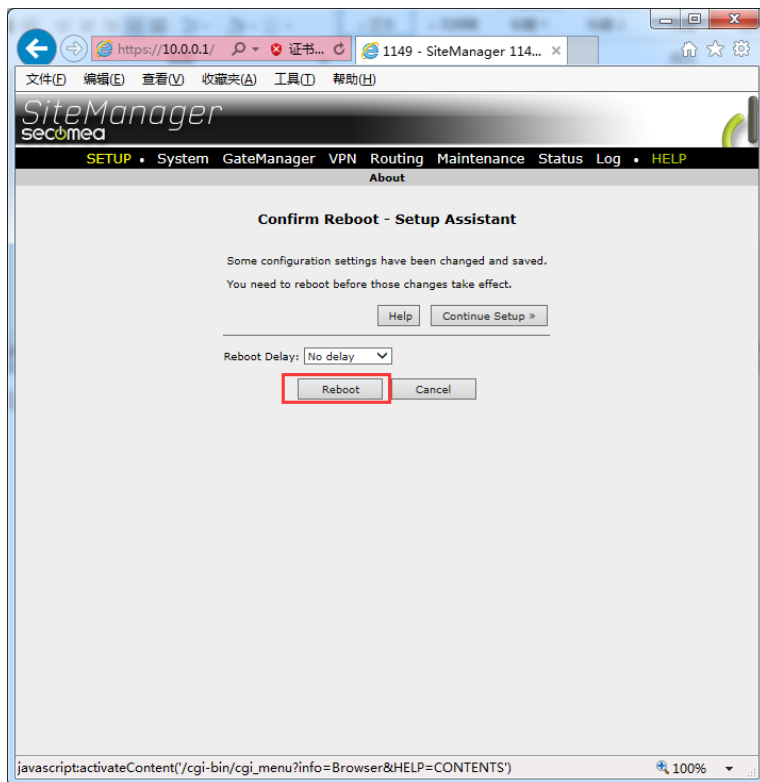 https://10.0.0.1/ 证书... 1149 - SiteManager 114...
文件(F) 编辑(E) 查看(V) 收藏夹(A) 工具(T) 帮助(H)
SiteManager
secomea
SETUP • System GateManager VPN Routing Maintenance Status Log • HELP
About
Confirm Reboot - Setup Assistant
Some configuration settings have been changed and saved.
You need to reboot before those changes take effect.
Help Continue Setup »
Reboot Delay: No delay
Reboot Cancel
javascript:activateContent('/cgi-bin/cgi_menu?info=Browser&HELP=CONTENTS') 100%